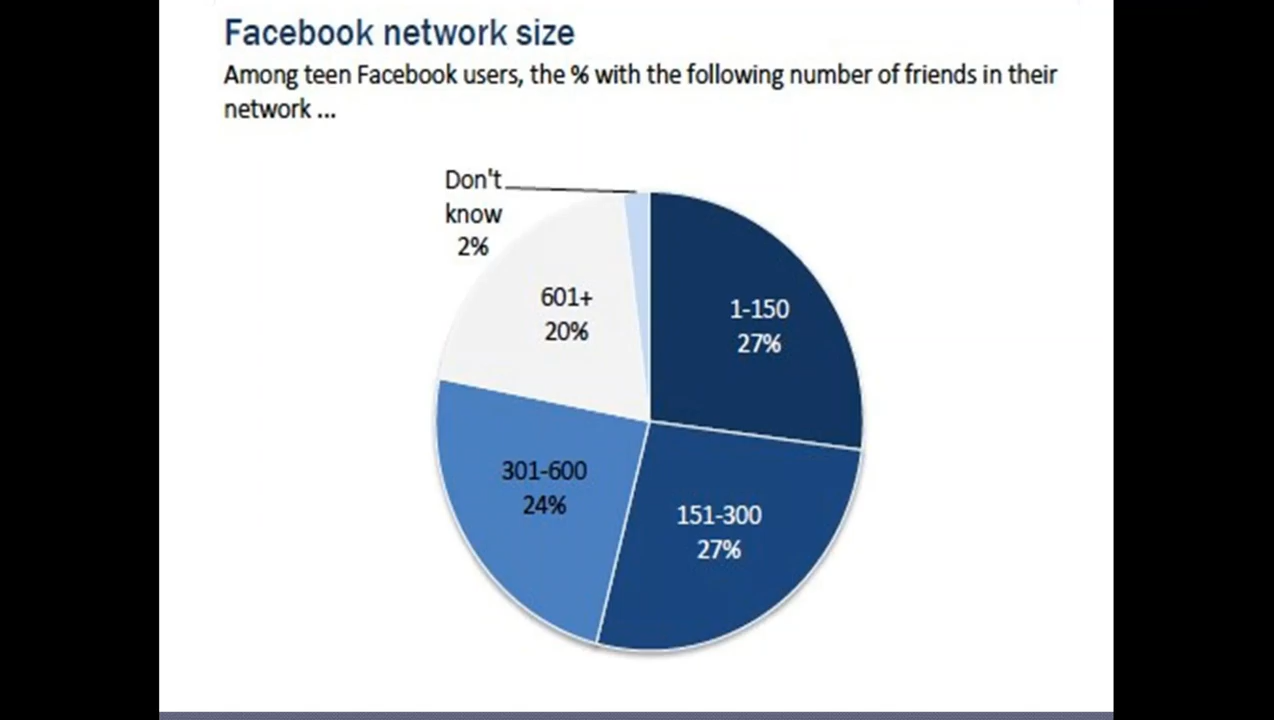 Facebook network size
Among teen Facebook users, the % with the following number of friends in their
network ...
Don't
know
2%
601+
20%
1-150
27%
301-600
24%
151-300
27%